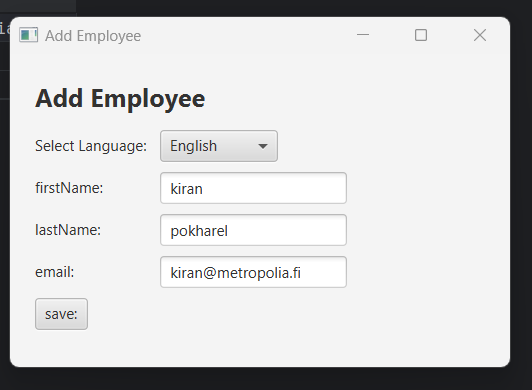 Add Employee
Add Employee
Select Language: English
firstName: kiran
lastName: pokharel
email: kiran@metropolia.fi
save: